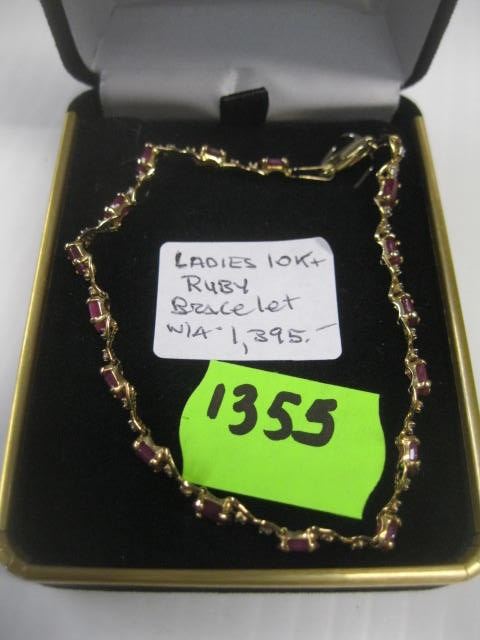 LADIES 10K+
RUBY
Bracelet
W/A- 1,395.-
1355